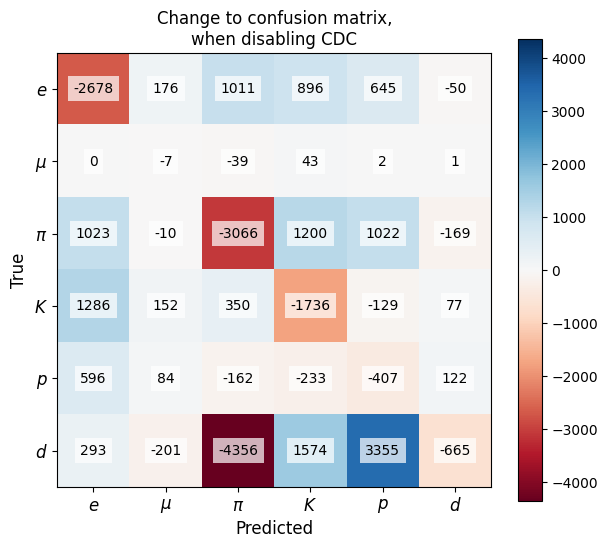 Change to confusion matrix,
when disabling CDC
e -2678 176 1011 896 645 -50
μ 0 -7 -39 43 2 1
π 1023 -10 -3066 1200 1022 -169
K 1286 152 350 -1736 -129 77
p 596 84 -162 -233 -407 122
d 293 -201 -4356 1574 3355 -665
e μ π K p d
Predicted
True
4000
3000
2000
1000
0
−1000
−2000
−3000
−4000